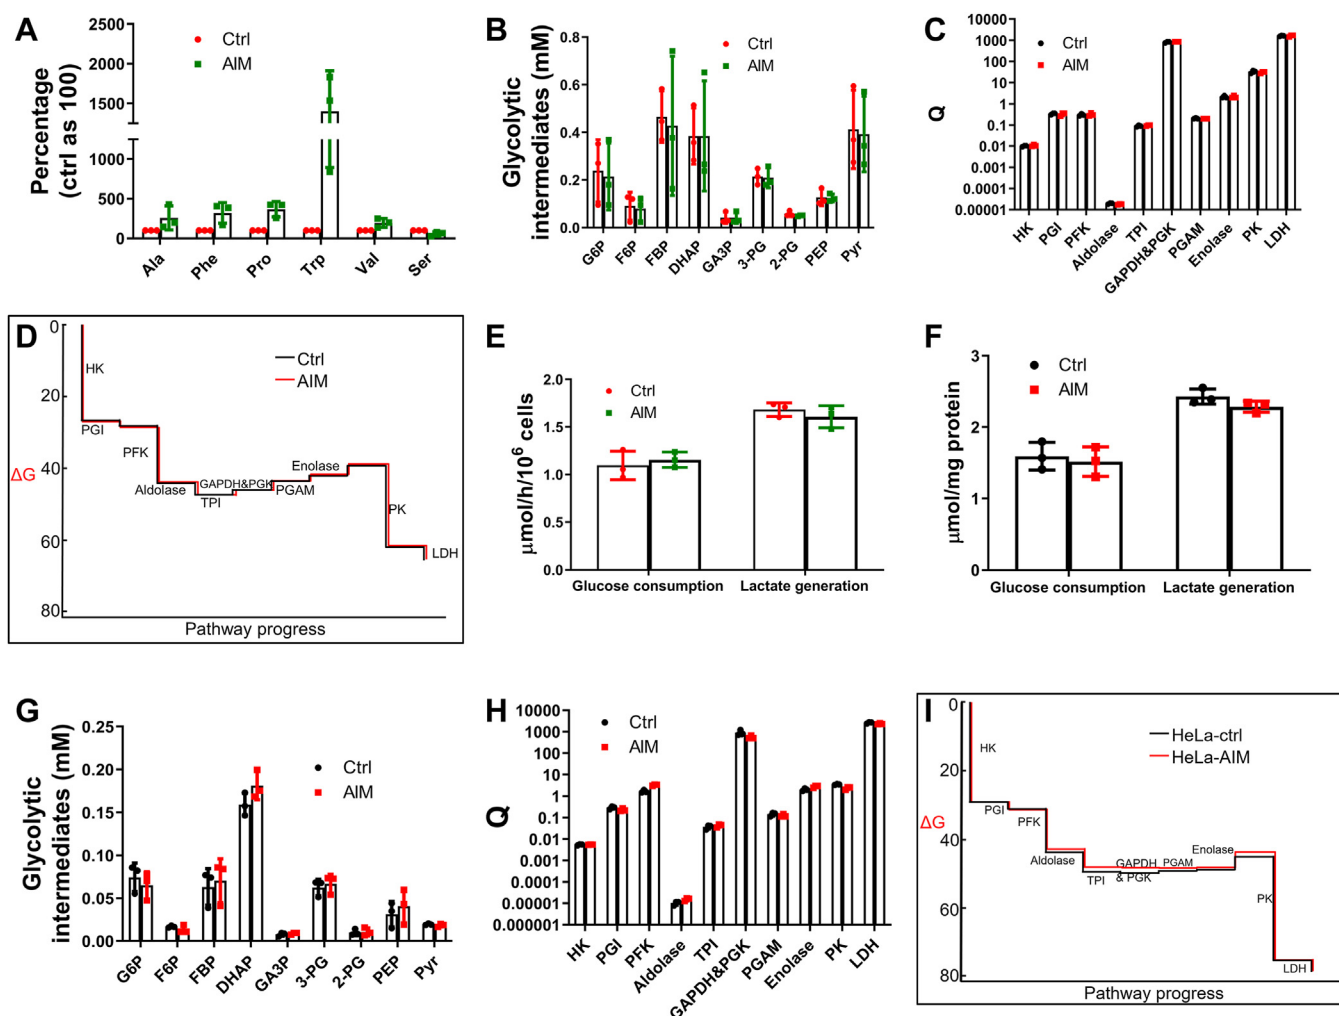 A
Percentage
(ctrl as 100)
2500
2000
1500
1000
500
0
Ctrl
AIM
Ala
Phe
Pro
Trp
Val
Ser
B
Glycolytic
intermediates (mM)
0.8
0.6
0.4
0.2
0.0
Ctrl
AIM
G6P
F6P
FBP
DHAP
GA3P
3-PG
2-PG
PEP
Pyr
C
Q
10000
1000
100
10
1
0.1
0.01
0.001
0.0001
0.00001
Ctrl
AIM
HK
PGI
PFK
Aldolase
TPI
GAPDH&PGK
PGAM
Enolase
PK
LDH
D
ΔG
0
20
40
60
80
Ctrl
AIM
HK
PGI
PFK
Aldolase
TPI
GAPDH&PGK
PGAM
Enolase
PK
LDH
Pathway progress
E
μmol/h/10⁶ cells
2.0
1.5
1.0
0.5
0.0
Ctrl
AIM
Glucose consumption
Lactate generation
F
μmol/mg protein
3
2
1
0
Ctrl
AIM
Glucose consumption
Lactate generation
G
Glycolytic
intermediates (mM)
0.25
0.20
0.15
0.10
0.05
0.00
Ctrl
AIM
G6P
F6P
FBP
DHAP
GA3P
3-PG
2-PG
PEP
Pyr
H
Q
10000
1000
100
10
1
0.1
0.01
0.001
0.0001
0.00001
0.000001
Ctrl
AIM
HK
PGI
PFK
Aldolase
TPI
GAPDH&PGK
PGAM
Enolase
PK
LDH
I
ΔG
0
20
40
60
80
HeLa-ctrl
HeLa-AIM
HK
PGI
PFK
Aldolase
TPI
GAPDH
& PGK
PGAM
Enolase
PK
LDH
Pathway progress